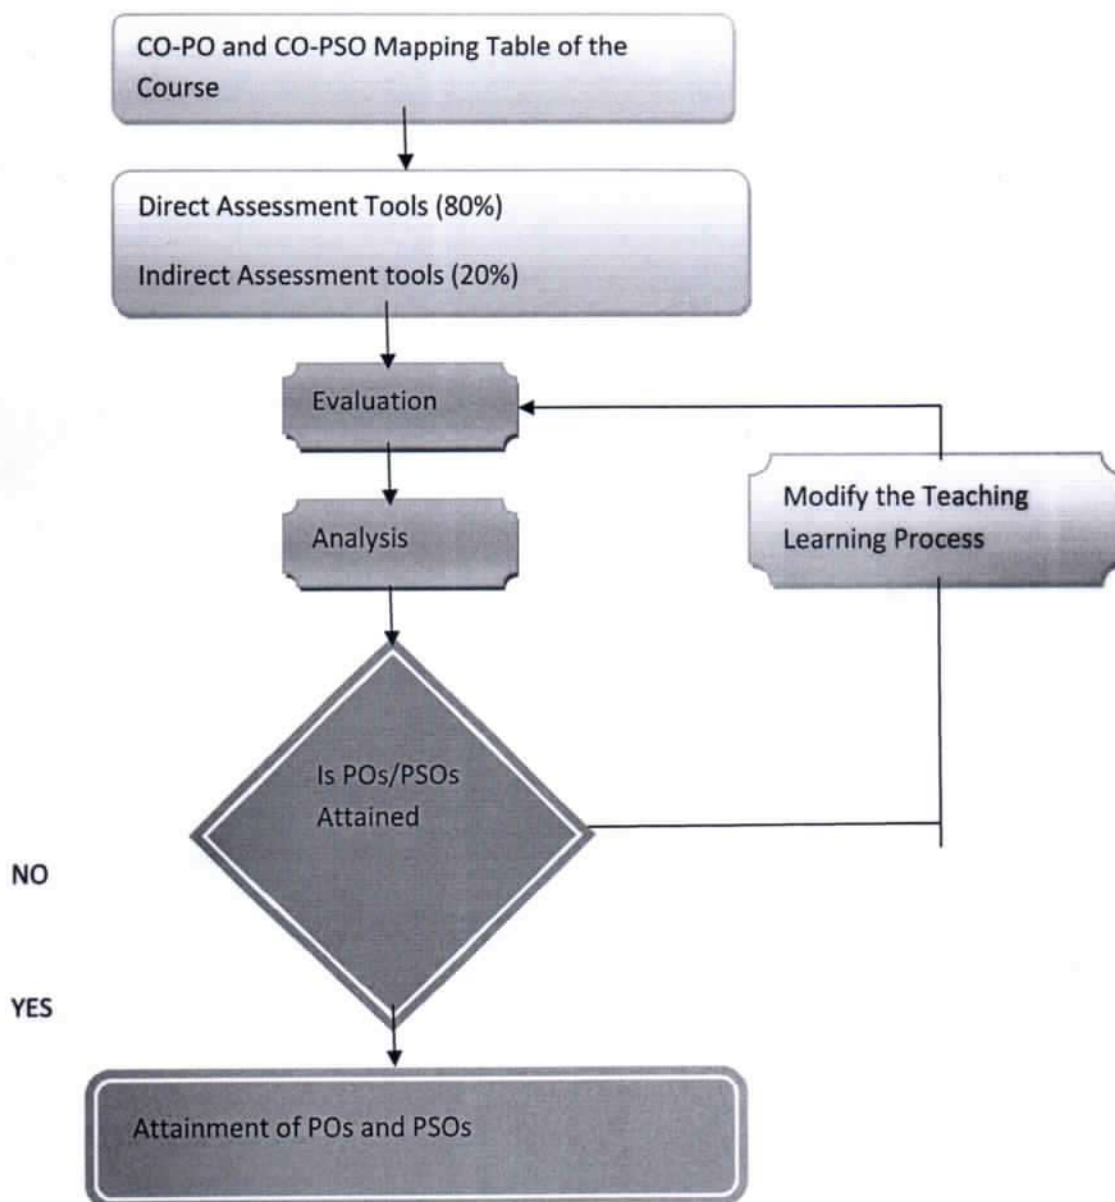 CO-PO and CO-PSO Mapping Table of the
Course
Direct Assessment Tools (80%)
Indirect Assessment tools (20%)
Evaluation
Analysis
Modify the Teaching
Learning Process
Is POs/PSOs
Attained
NO
YES
Attainment of POs and PSOs